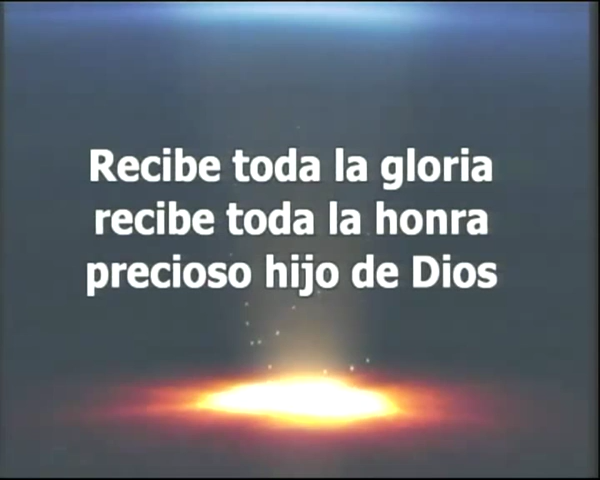 Recibe toda la gloria
recibe toda la honra
precioso hijo de Dios